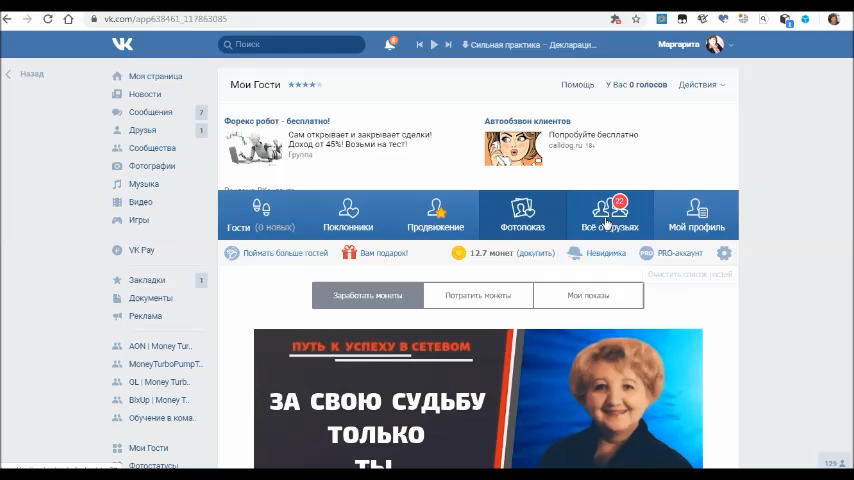 vk.com/app638461_117863085
Поиск
8
Сильная практика – Деклараци...
Маргарита
Назад
Моя страница
Новости
Сообщения 7
Друзья 1
Сообщества
Фотографии
Музыка
Видео
Игры
VK Pay
Закладки 1
Документы
Реклама
AON | Money Tur..
MoneyTurboPumpT..
GL | Money Turb..
BixUp | Money T..
Обучение в кома..
Мои Гости
Фотостатусы
Мои Гости
Помощь
У Вас 0 голосов
Действия
Форекс робот - бесплатно!
Сам открывает и закрывает сделки!
Доход от 45%! Возьми на тест!
Группа
Автообзвон клиентов
Попробуйте бесплатно
calldog.ru 18+
Гости (0 новых)
Поклонники
Продвижение
Фотопоказ
22
Всё о друзьях
Мой профиль
Поймать больше гостей
Вам подарок!
12.7 монет (докупить)
Невидимка
PRO
PRO-аккаунт
Очистить список гостей
Заработать монеты
Потратить монеты
Мои показы
ПУТЬ К УСПЕХУ В СЕТЕВОМ
ЗА СВОЮ СУДЬБУ
ТОЛЬКО
ТЫ
129